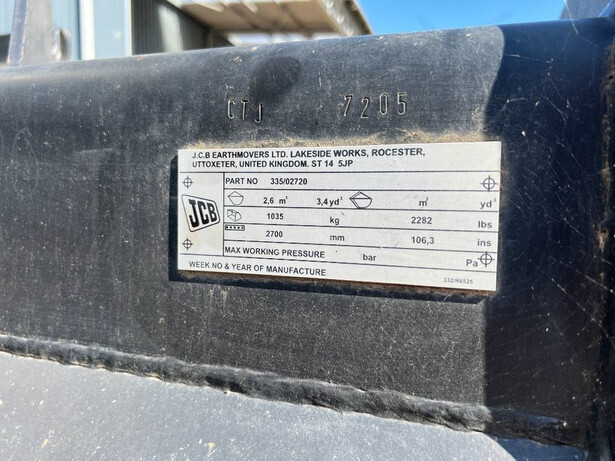 CTJ 7205
J.C.B EARTHMOVERS LTD. LAKESIDE WORKS, ROCESTER,
UTTOXETER, UNITED KINGDOM. ST 14 5JP
JCB
PART NO 335/02720
2,6 m³ 3,4 yd³ m³ yd³
1035 kg 2282 lbs
2700 mm 106,3 ins
MAX WORKING PRESSURE bar Pa
WEEK NO & YEAR OF MANUFACTURE
332/R6525